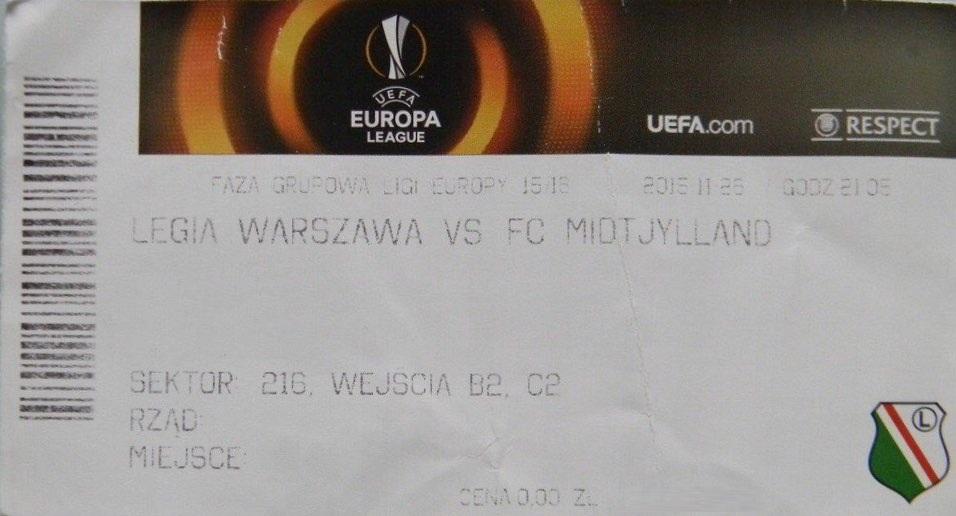 UEFA
EUROPA
LEAGUE
UEFA.com
RESPECT
FAZA GRUPOWA LIGI EUROPY 15/16 2015-11-26 GODZ 21:05
LEGIA WARSZAWA VS FC MIDTJYLLAND
SEKTOR: 216, WEJSCIA B2, C2
RZĄD:
MIEJSCE:
L
CENA 0,00 ZŁ